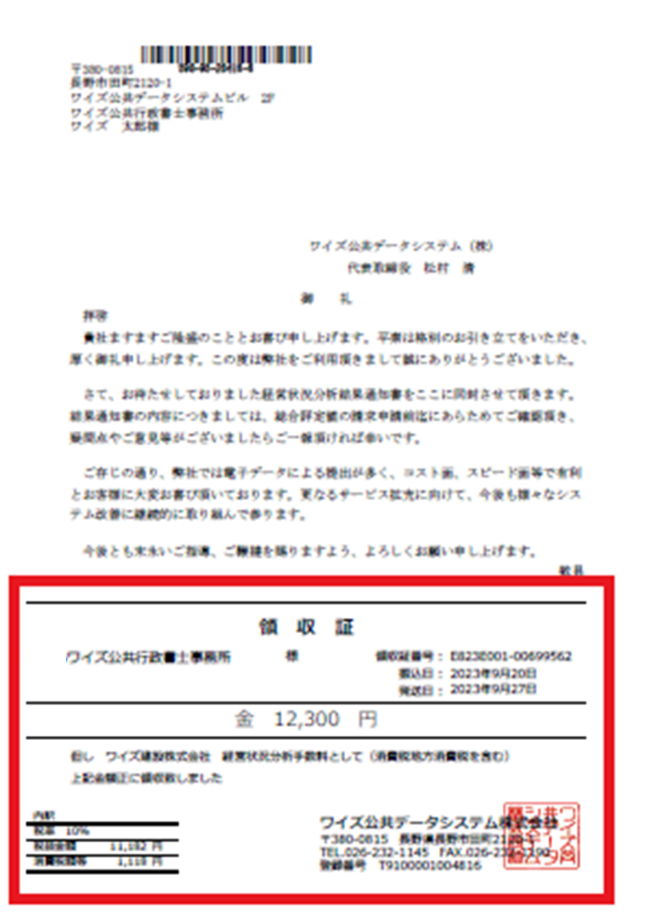 〒380-0815
長野市田町2120-1
ワイズ公共データシステムビル 2F
ワイズ公共行政書士事務所
ワイズ 太郎様
ワイズ公共データシステム（株）
代表取締役 松村 清
御 礼
拝啓
貴社ますますご隆盛のこととお喜び申し上げます。平素は格別のお引き立てをいただき、
厚く御礼申し上げます。この度は弊社をご利用頂きまして誠にありがとうございました。
さて、お待たせしておりました経営状況分析結果通知書をここに同封させて頂きます。
結果通知書の内容につきましては、総合評定値の請求申請前迄にあらためてご確認頂き、
疑問点やご意見等がございましたらご一報頂ければ幸いです。
ご存じの通り、弊社では電子データによる提出が多く、コスト面、スピード面等で有利
とお客様に大変お喜び頂いております。更なるサービス拡充に向けて、今後も様々なシス
テム改善に継続的に取り組んで参ります。
今後とも末永いご指導、ご鞭撻を賜りますよう、よろしくお願い申し上げます。
敬具
領 収 証
ワイズ公共行政書士事務所 様
領収証番号： E823E001-00699562
振込日： 2023年9月20日
発送日： 2023年9月27日
金 12,300 円
但し ワイズ建設株式会社 経営状況分析手数料として（消費税地方消費税を含む）
上記金額正に領収致しました
内訳
税率 10%
税抜金額 11,182 円
消費税額等 1,118 円
ワイズ公共データシステム株式会社
〒380-0815 長野県長野市田町2120-1
TEL.026-232-1145 FAX.026-232-1190
登録番号 T9100001004816